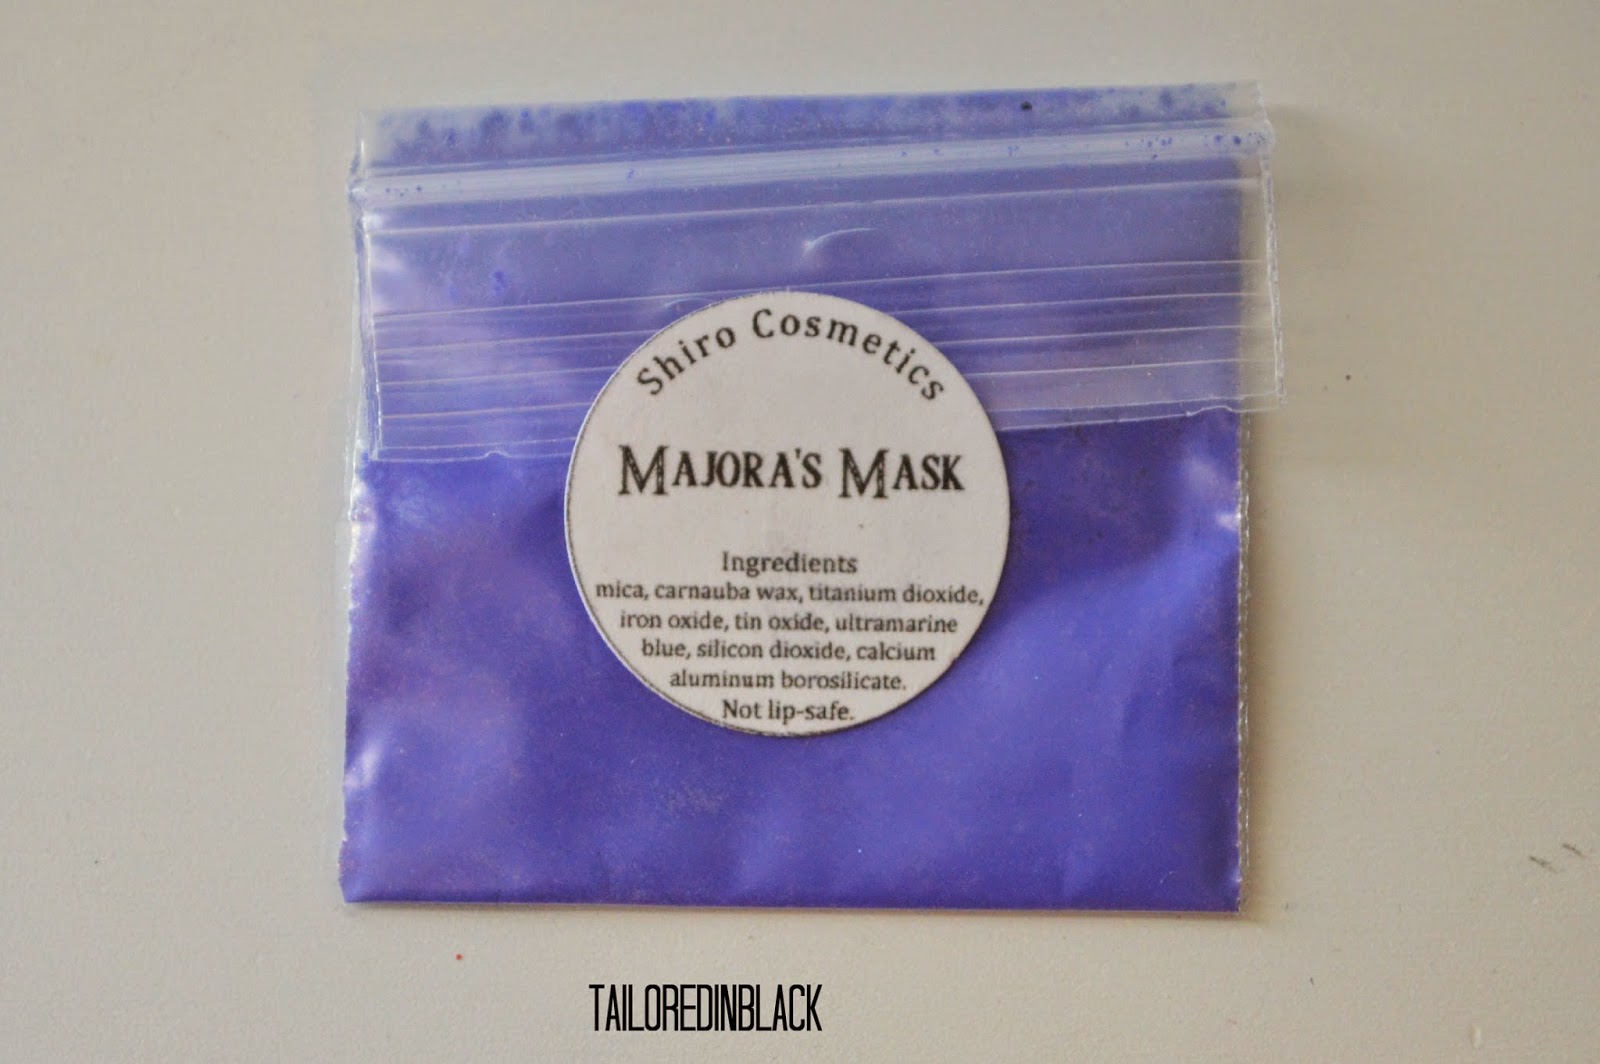 Shiro Cosmetics
Majora's Mask
Ingredients
mica, carnauba wax, titanium dioxide,
iron oxide, tin oxide, ultramarine
blue, silicon dioxide, calcium
aluminum borosilicate.
Not lip-safe.
TAILOREDINBLACK